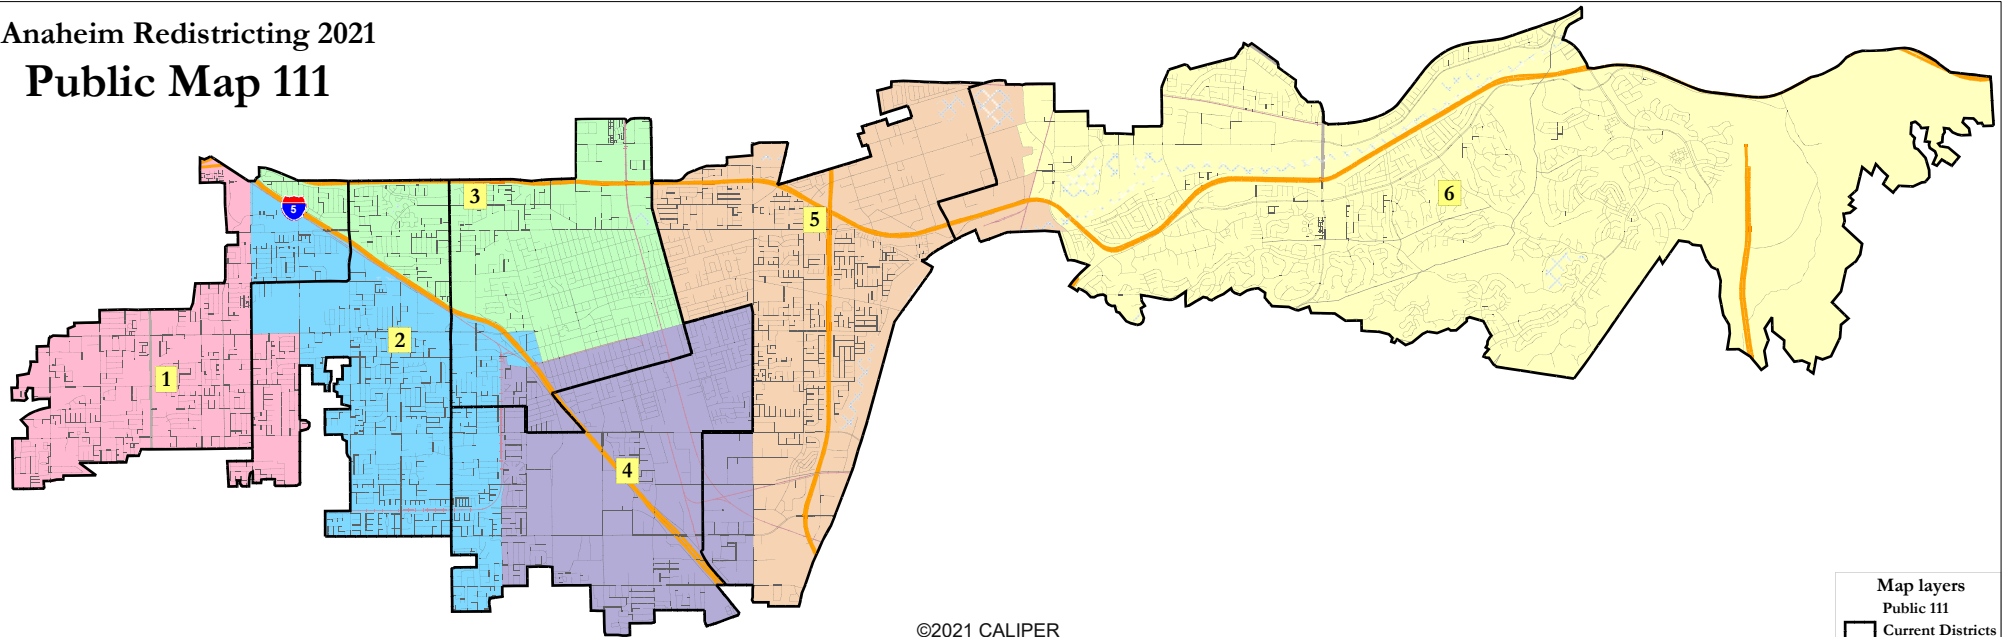 Anaheim Redistricting 2021
Public Map 111
5
3
5
6
2
1
4
©2021 CALIPER
Map layers
Public 111
Current Districts